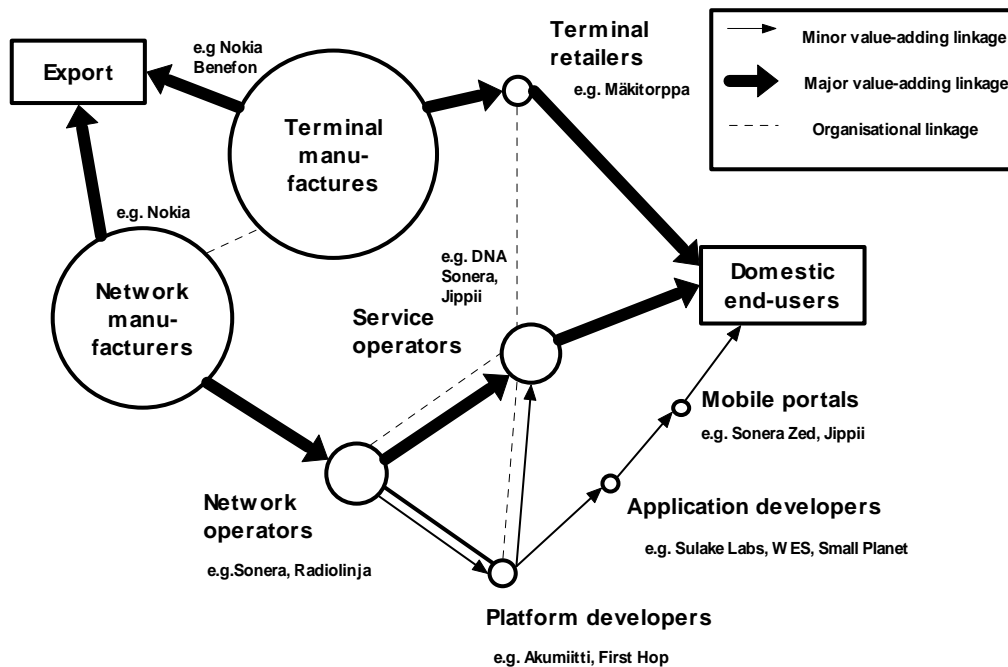 Export
e.g Nokia
Benefon
Terminal
manu-
factures
Terminal
retailers
e.g. Mäkitorppa
Minor value-adding linkage
Major value-adding linkage
Organisational linkage
e.g. Nokia
Network
manu-
facturers
e.g. DNA
Sonera,
Jippii
Service
operators
Domestic
end-users
Mobile portals
e.g. Sonera Zed, Jippii
Network
operators
e.g.Sonera, Radiolinja
Application developers
e.g. Sulake Labs, WES, Small Planet
Platform developers
e.g. Akumiitti, First Hop